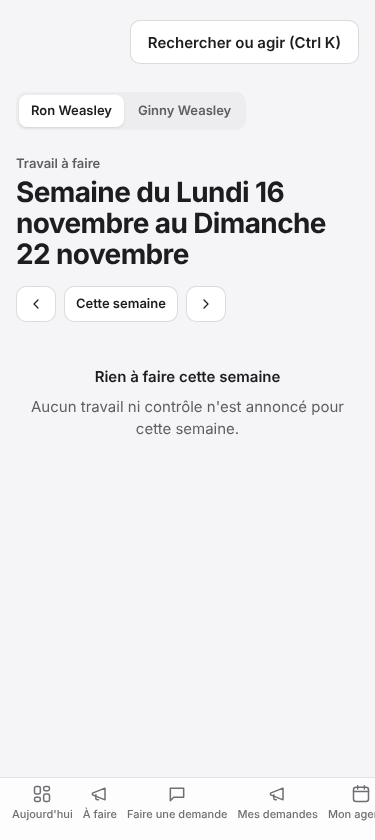 Rechercher ou agir (Ctrl K)
Ron Weasley
Ginny Weasley
Travail à faire
Semaine du Lundi 16
novembre au Dimanche
22 novembre
Cette semaine
Rien à faire cette semaine
Aucun travail ni contrôle n'est annoncé pour
cette semaine.
Aujourd'hui
À faire
Faire une demande
Mes demandes
Mon age